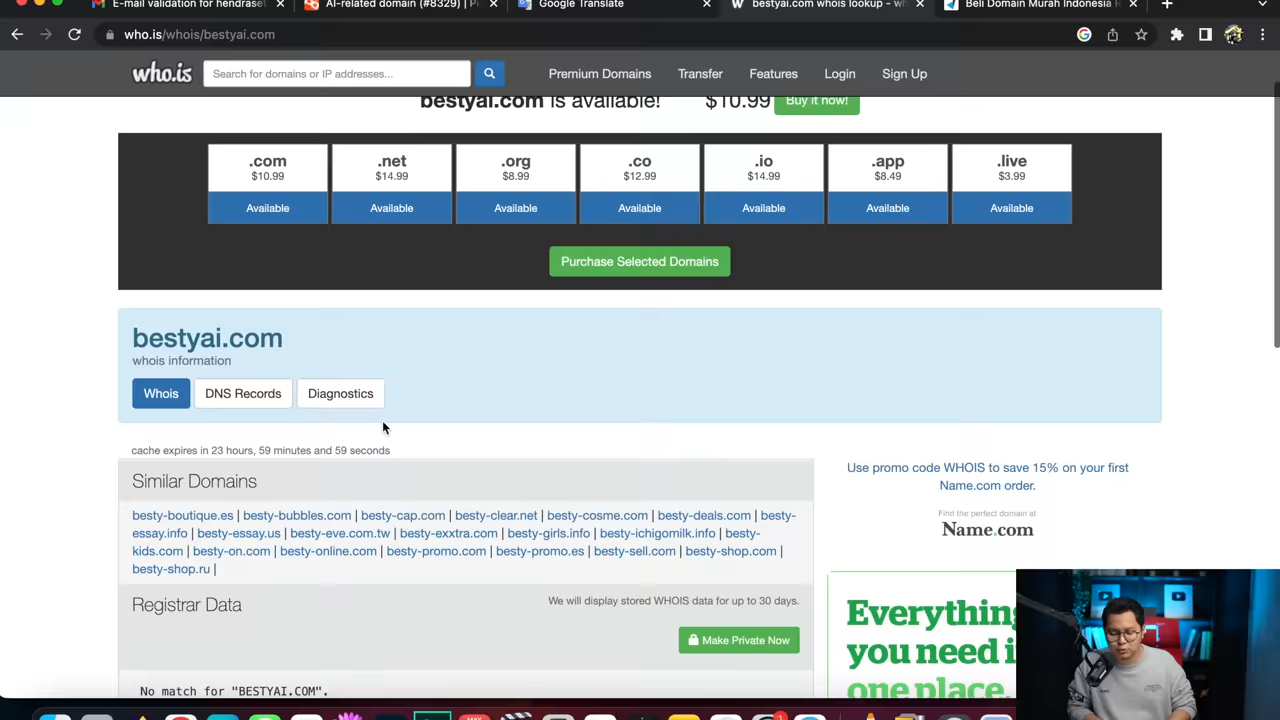 E-mail validation for hendraset
AI-related domain (#8329) | P
Google Translate
bestyai.com whois lookup - wh
Beli Domain Murah Indonesia R
who.is/whois/bestyai.com
who.is
Search for domains or IP addresses...
Premium Domains
Transfer
Features
Login
Sign Up
bestyai.com is available!
$10.99
Buy it now!
.com
$10.99
Available
.net
$14.99
Available
.org
$8.99
Available
.co
$12.99
Available
.io
$14.99
Available
.app
$8.49
Available
.live
$3.99
Available
Purchase Selected Domains
bestyai.com
whois information
Whois
DNS Records
Diagnostics
cache expires in 23 hours, 59 minutes and 59 seconds
Similar Domains
besty-boutique.es | besty-bubbles.com | besty-cap.com | besty-clear.net | besty-cosme.com | besty-deals.com | besty-
essay.info | besty-essay.us | besty-eve.com.tw | besty-exxtra.com | besty-girls.info | besty-ichigomilk.info | besty-
kids.com | besty-on.com | besty-online.com | besty-promo.com | besty-promo.es | besty-sell.com | besty-shop.com |
besty-shop.ru |
Registrar Data
We will display stored WHOIS data for up to 30 days.
Make Private Now
No match for "BESTYAI.COM".
Use promo code WHOIS to save 15% on your first
Name.com order.
Find the perfect domain at
Name.com
Everything
you need i
one place.